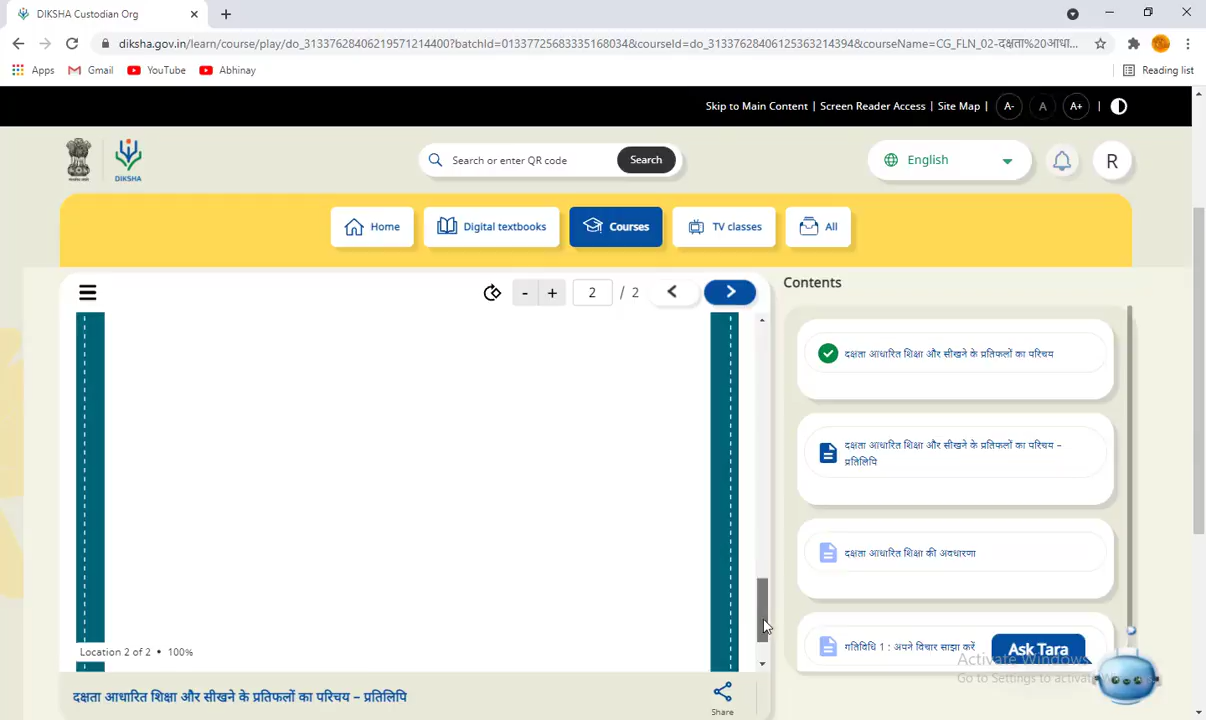 DIKSHA Custodian Org
diksha.gov.in/learn/course/play/do_31337628406219571214400?batchId=01337725683335168034&courseId=do_31337628406125363214394&courseName=CG_FLN_02-दक्षता%20आधा...
Apps Gmail YouTube Abhinay Reading list
Skip to Main Content | Screen Reader Access | Site Map | A- A A+ |
DIKSHA
Search or enter QR code Search English R
Home Digital textbooks Courses TV classes All
Contents
- + 2 / 2
दक्षता आधारित शिक्षा और सीखने के प्रतिफलों का परिचय
दक्षता आधारित शिक्षा और सीखने के प्रतिफलों का परिचय –
प्रतिलिपि
दक्षता आधारित शिक्षा की अवधारणा
गतिविधि 1 : अपने विचार साझा करें Ask Tara
Location 2 of 2 • 100%
Activate Windows
Go to Settings to activate
दक्षता आधारित शिक्षा और सीखने के प्रतिफलों का परिचय – प्रतिलिपि
Share